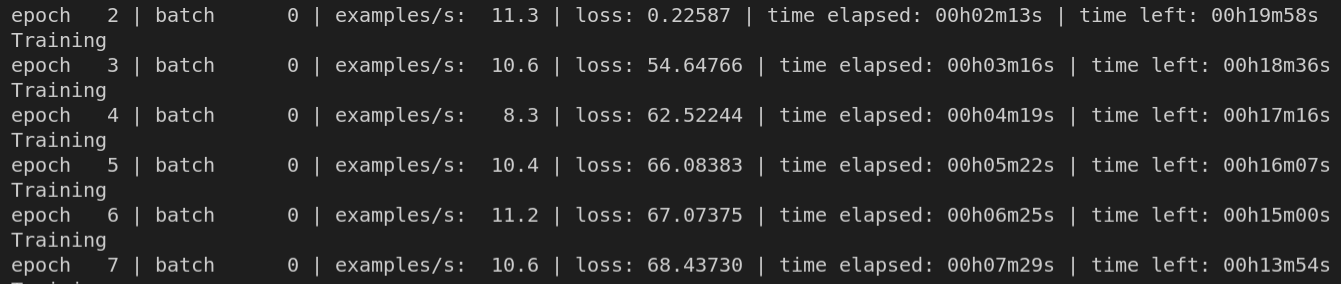 epoch   2 | batch      0 | examples/s:  11.3 | loss: 0.22587 | time elapsed: 00h02m13s | time left: 00h19m58s
Training
epoch   3 | batch      0 | examples/s:  10.6 | loss: 54.64766 | time elapsed: 00h03m16s | time left: 00h18m36s
Training
epoch   4 | batch      0 | examples/s:   8.3 | loss: 62.52244 | time elapsed: 00h04m19s | time left: 00h17m16s
Training
epoch   5 | batch      0 | examples/s:  10.4 | loss: 66.08383 | time elapsed: 00h05m22s | time left: 00h16m07s
Training
epoch   6 | batch      0 | examples/s:  11.2 | loss: 67.07375 | time elapsed: 00h06m25s | time left: 00h15m00s
Training
epoch   7 | batch      0 | examples/s:  10.6 | loss: 68.43730 | time elapsed: 00h07m29s | time left: 00h13m54s